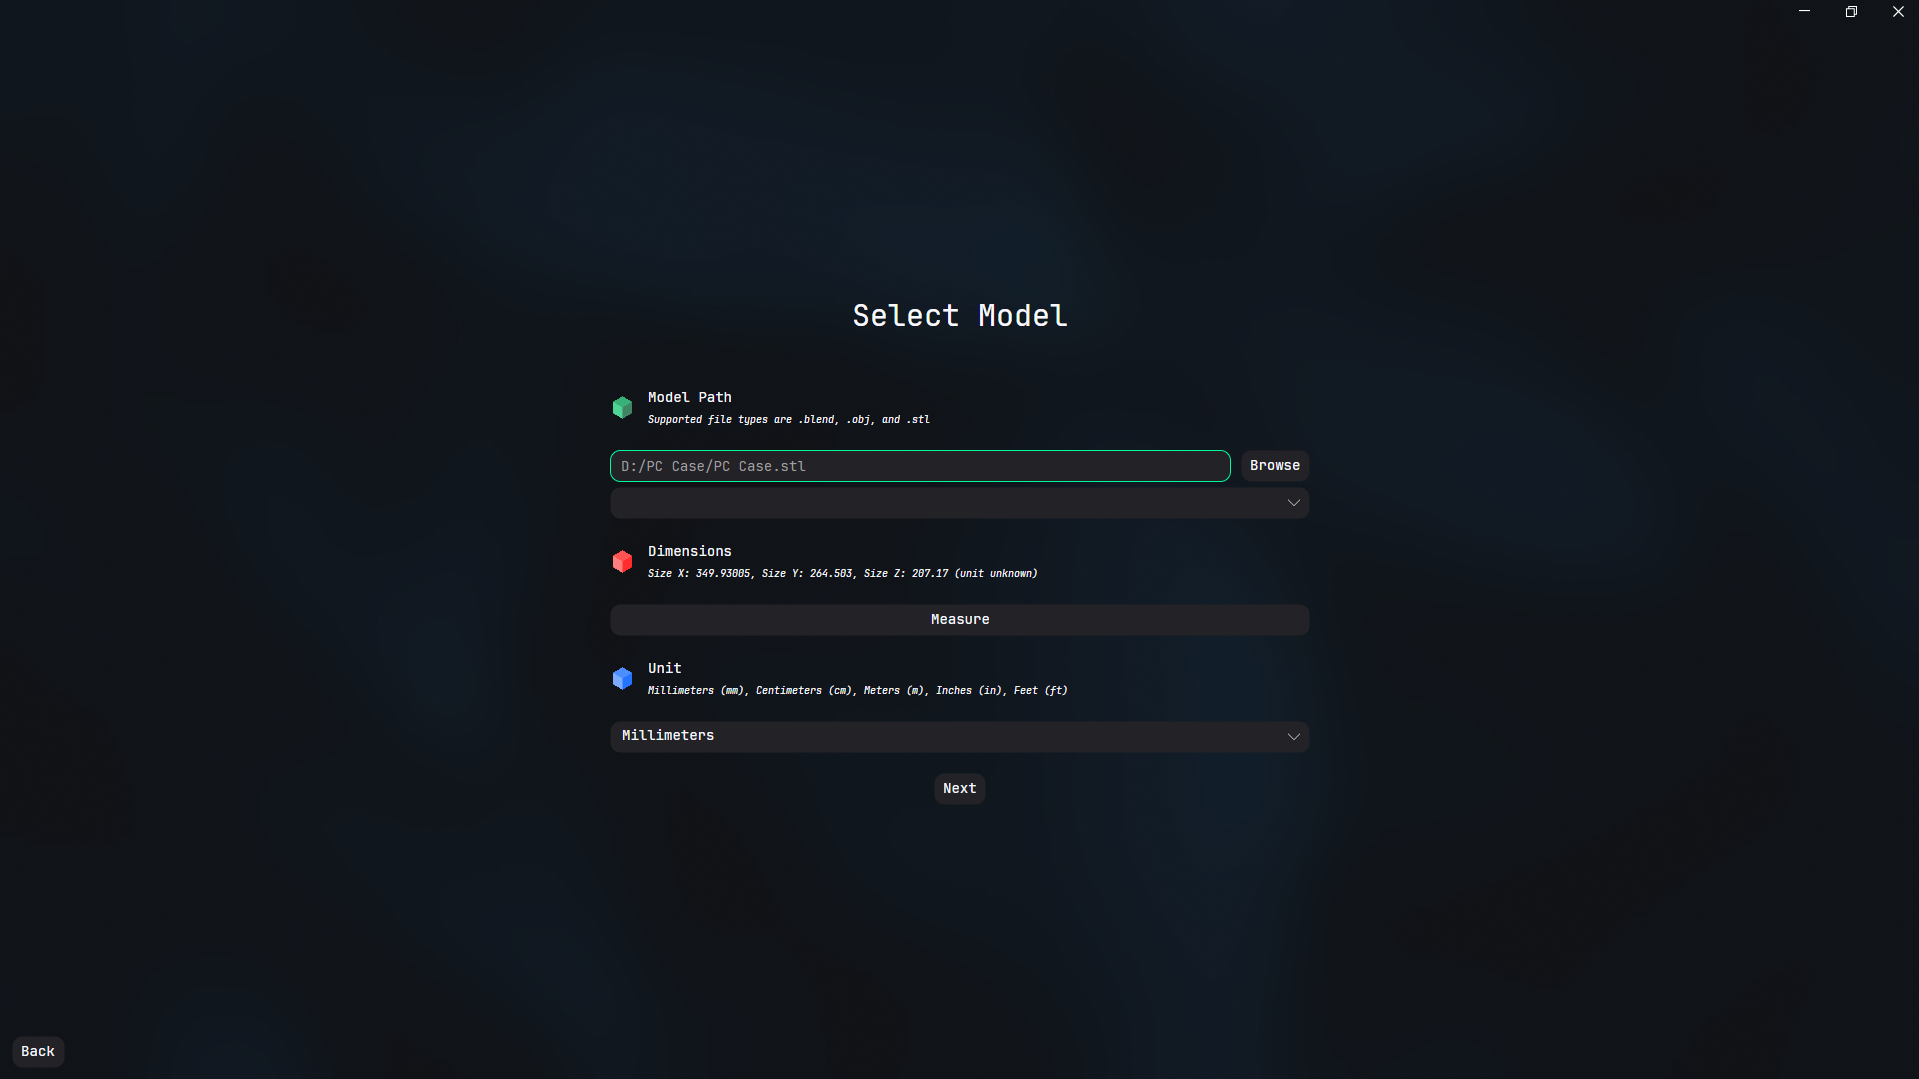 Select Model
Model Path
Supported file types are .blend, .obj, and .stl
D:/PC Case/PC Case.stl
Browse
Dimensions
Size X: 349.93005, Size Y: 264.503, Size Z: 207.17 (unit unknown)
Measure
Unit
Millimeters (mm), Centimeters (cm), Meters (m), Inches (in), Feet (ft)
Millimeters
Next
Back